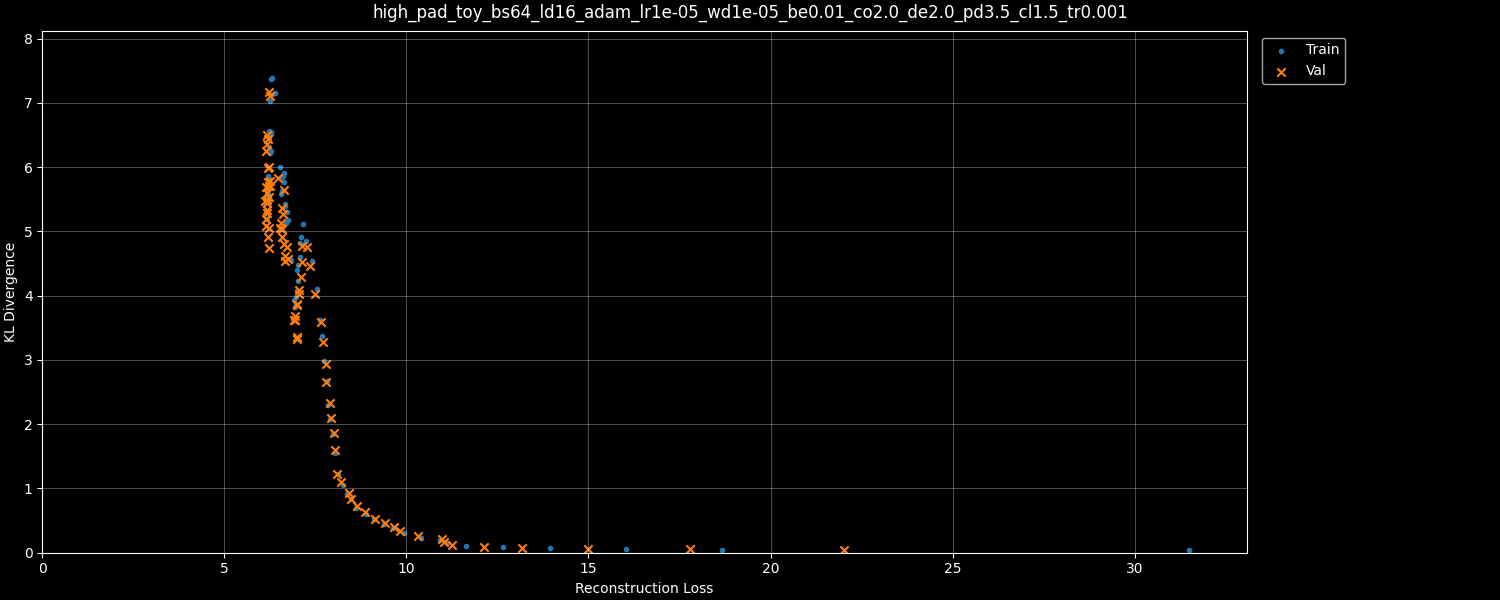 high_pad_toy_bs64_ld16_adam_lr1e-05_wd1e-05_be0.01_co2.0_de2.0_pd3.5_cl1.5_tr0.001
Train
Val
8
7
6
5
4
3
2
1
0
KL Divergence
0 5 10 15 20 25 30
Reconstruction Loss